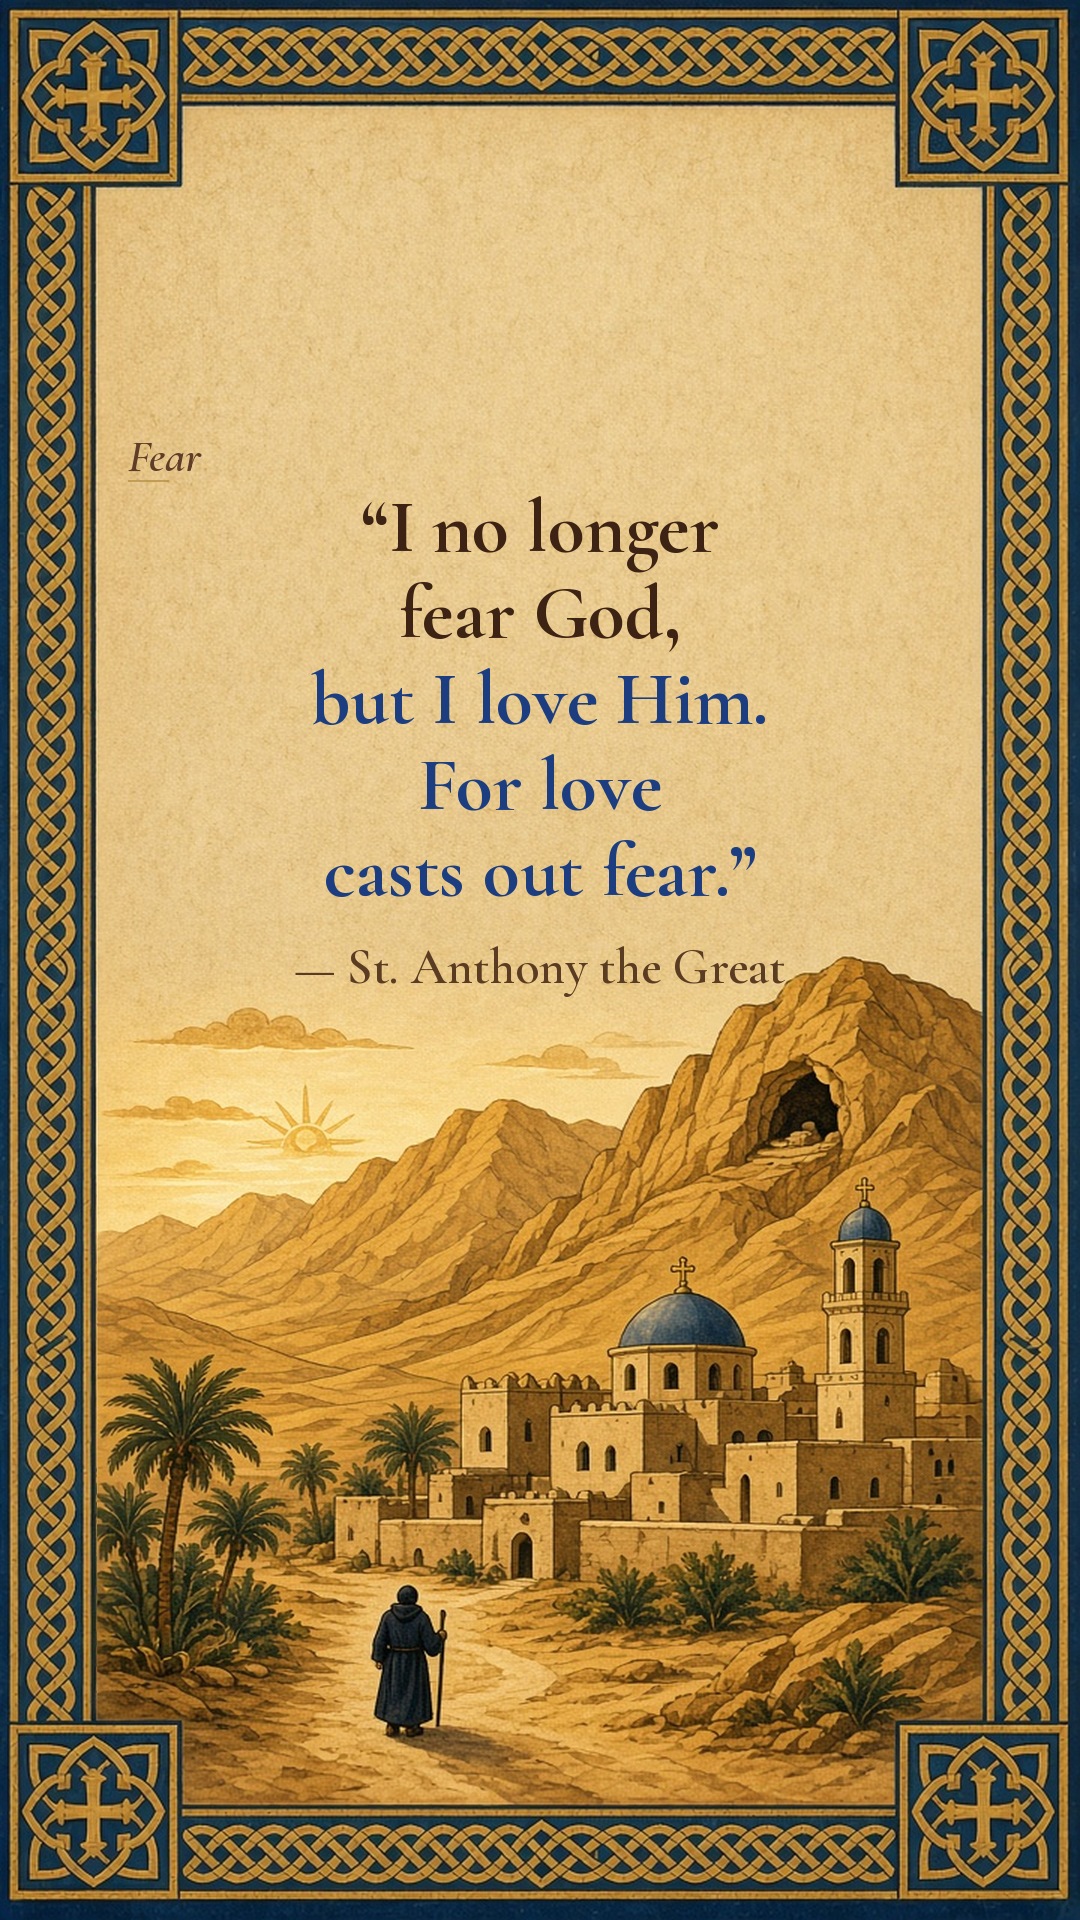 Fear
“I no longer
fear God,
but I love Him.
For love
casts out fear.”
— St. Anthony the Great